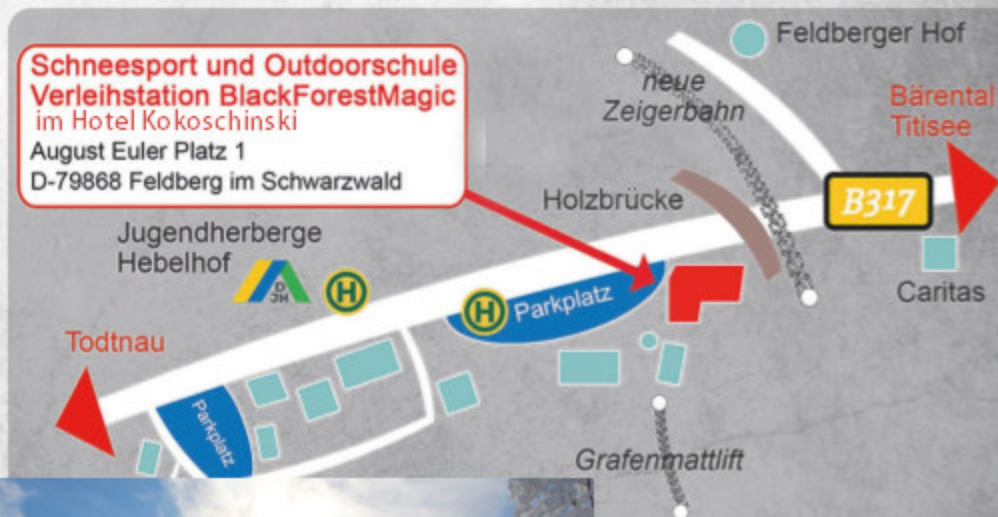 Schneesport und Outdoorschule
Verleihstation BlackForestMagic
im Hotel Kokoschinski
August Euler Platz 1
D-79868 Feldberg im Schwarzwald
Feldberger Hof
neue
Zeigerbahn
Bärental
Titisee
Holzbrücke
B317
Jugendherberge
Hebelhof
D
JH
H
H
Parkplatz
Caritas
Todtnau
Parkplatz
Grafenmattlift